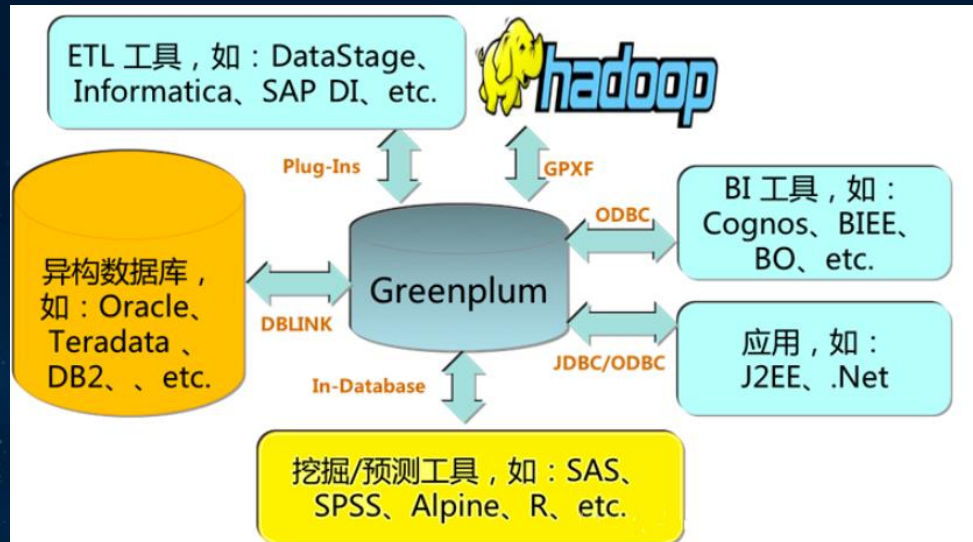 ETL 工具，如：DataStage、
Informatica、SAP DI、etc.
hadoop
Plug-Ins
GPXF
BI 工具，如：
Cognos、BIEE、
BO、etc.
ODBC
异构数据库，
如：Oracle、
Teradata 、
DB2、、etc.
DBLINK
Greenplum
JDBC/ODBC
应用，如：
J2EE、.Net
In-Database
挖掘/预测工具，如：SAS、
SPSS、Alpine、R、etc.